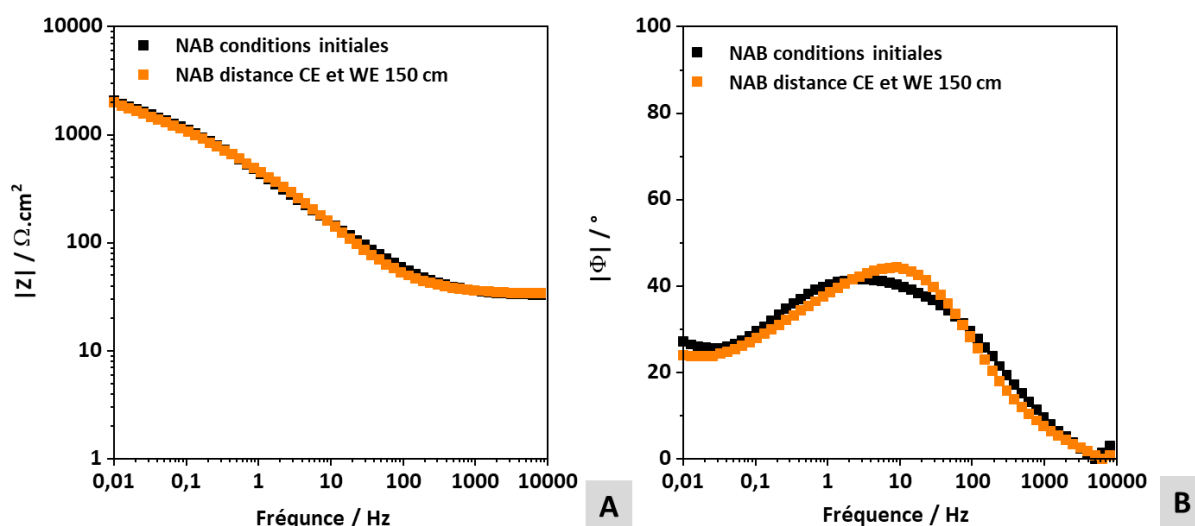 10000
1000
100
10
1
|Z| / Ω.cm²
NAB conditions initiales
NAB distance CE et WE 150 cm
0,01 0,1 1 10 100 1000 10000
Frégunce / Hz
A
100
80
60
40
20
0
|Φ| / °
NAB conditions initiales
NAB distance CE et WE 150 cm
0,01 0,1 1 10 100 1000 10000
Fréquence / Hz
B